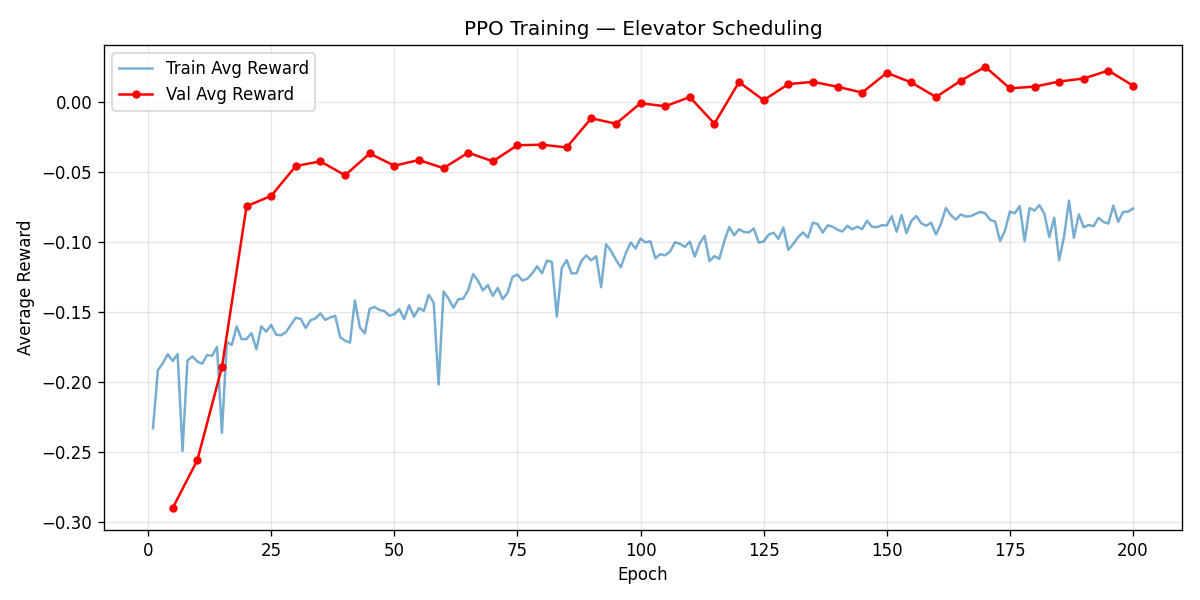 PPO Training — Elevator Scheduling
Train Avg Reward
Val Avg Reward
Average Reward
0.00
−0.05
−0.10
−0.15
−0.20
−0.25
−0.30
0 25 50 75 100 125 150 175 200
Epoch